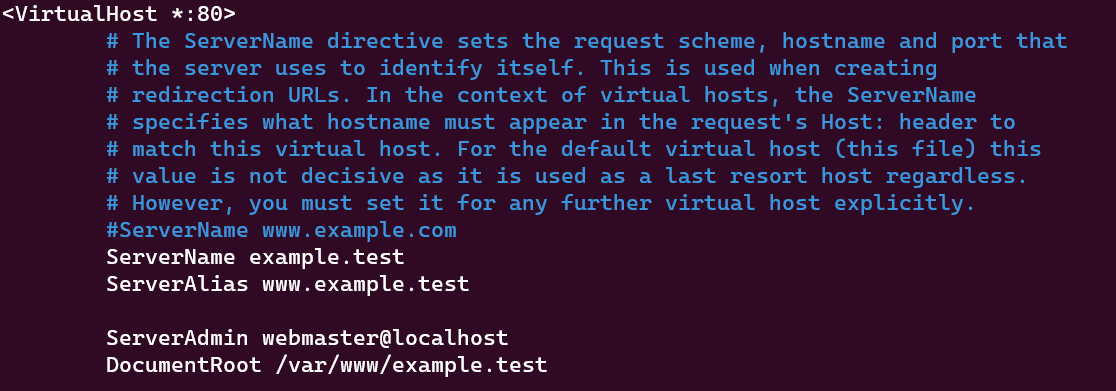 <VirtualHost *:80>
# The ServerName directive sets the request scheme, hostname and port that
# the server uses to identify itself. This is used when creating
# redirection URLs. In the context of virtual hosts, the ServerName
# specifies what hostname must appear in the request's Host: header to
# match this virtual host. For the default virtual host (this file) this
# value is not decisive as it is used as a last resort host regardless.
# However, you must set it for any further virtual host explicitly.
#ServerName www.example.com
ServerName example.test
ServerAlias www.example.test
ServerAdmin webmaster@localhost
DocumentRoot /var/www/example.test